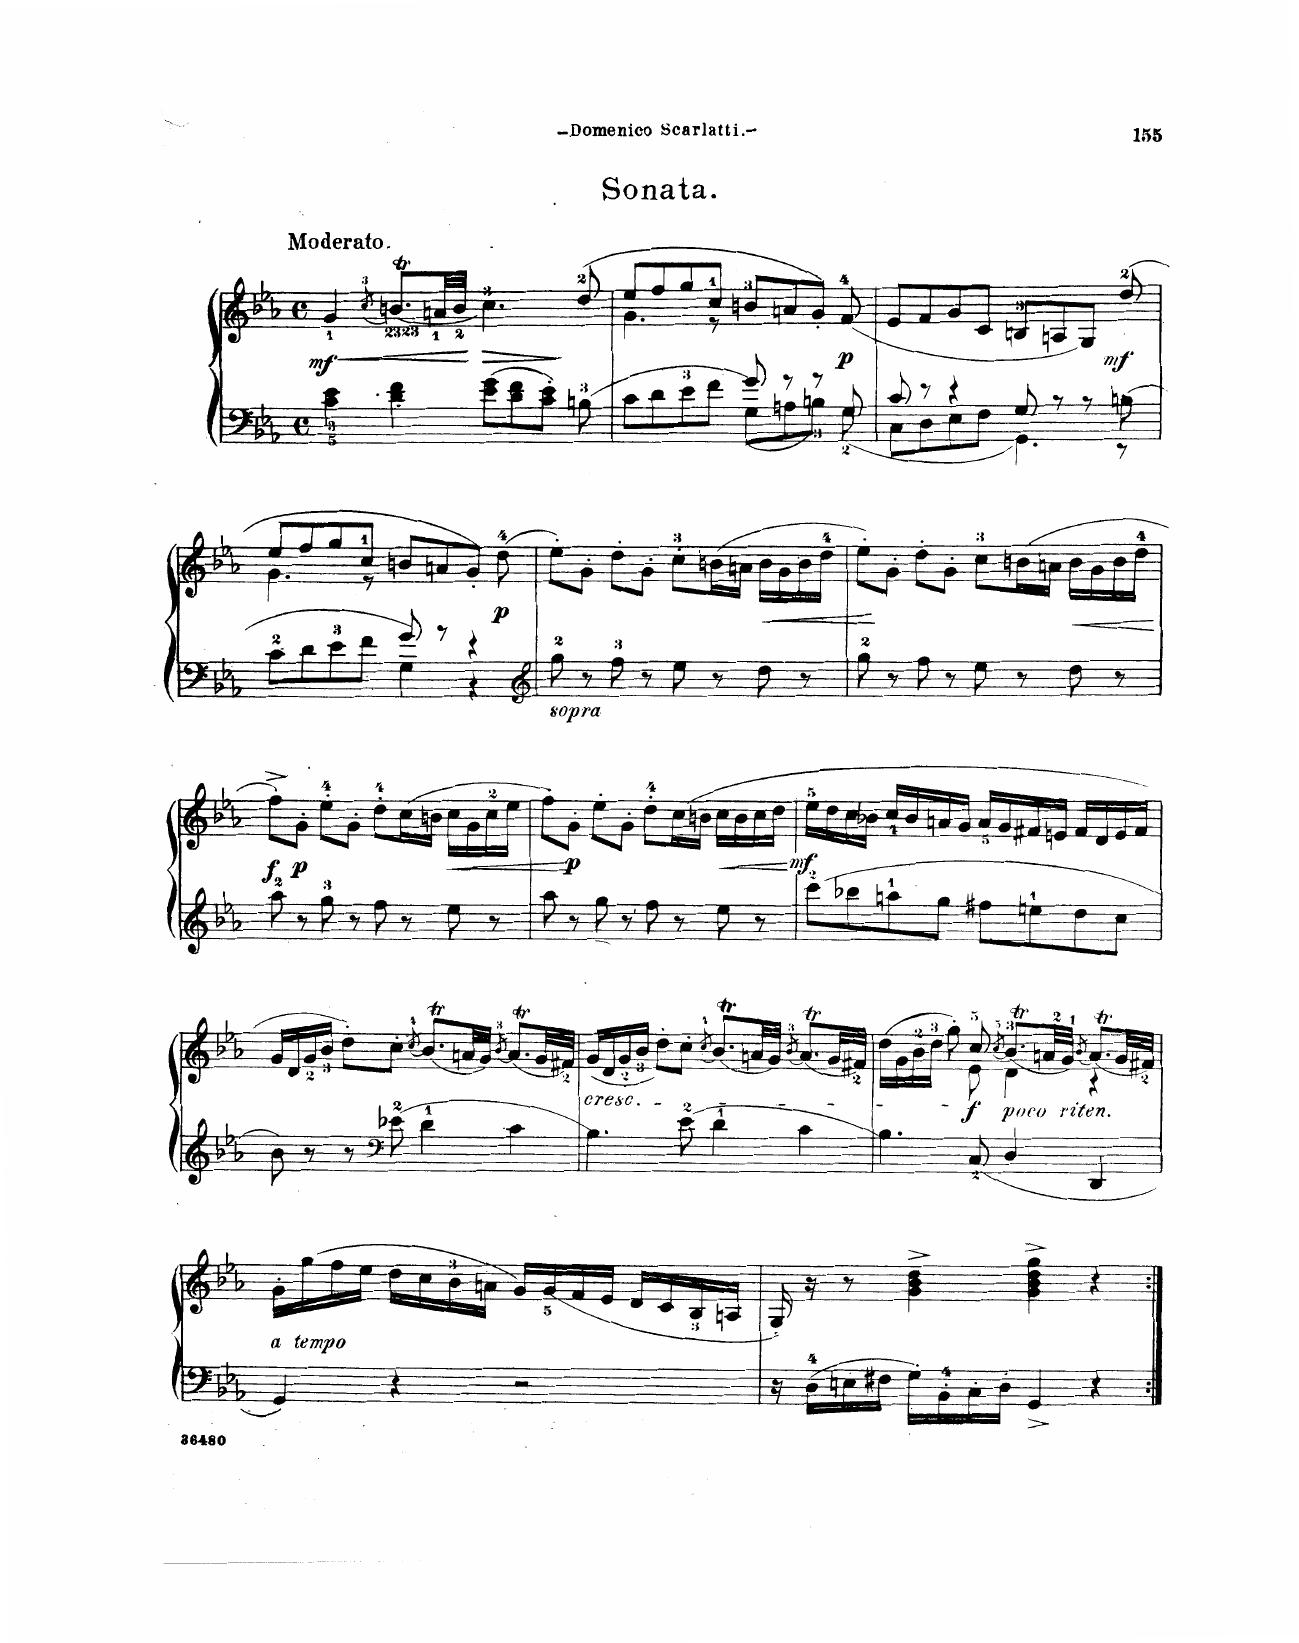 –Domenico Scarlatti.–
155
Sonata.
Moderato.
mf
p
mf
p
sopra
f p
p
mf
cresc.
f poco riten.
a tempo
36480